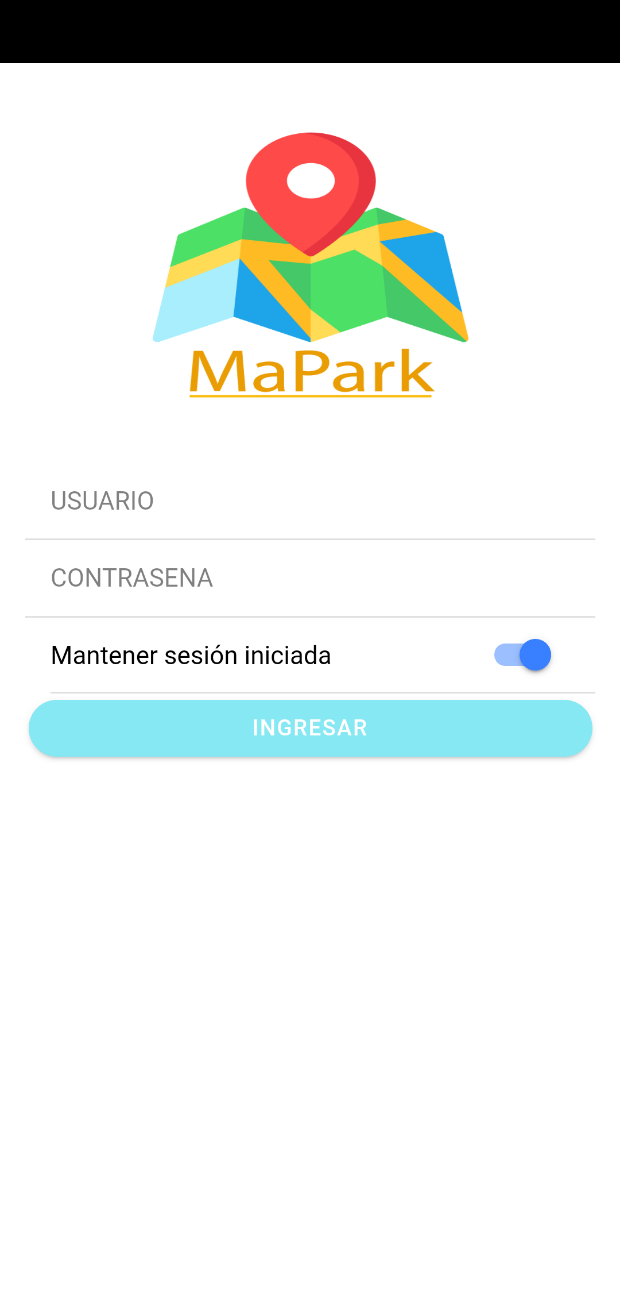 MaPark
USUARIO
CONTRASENA
Mantener sesión iniciada
INGRESAR